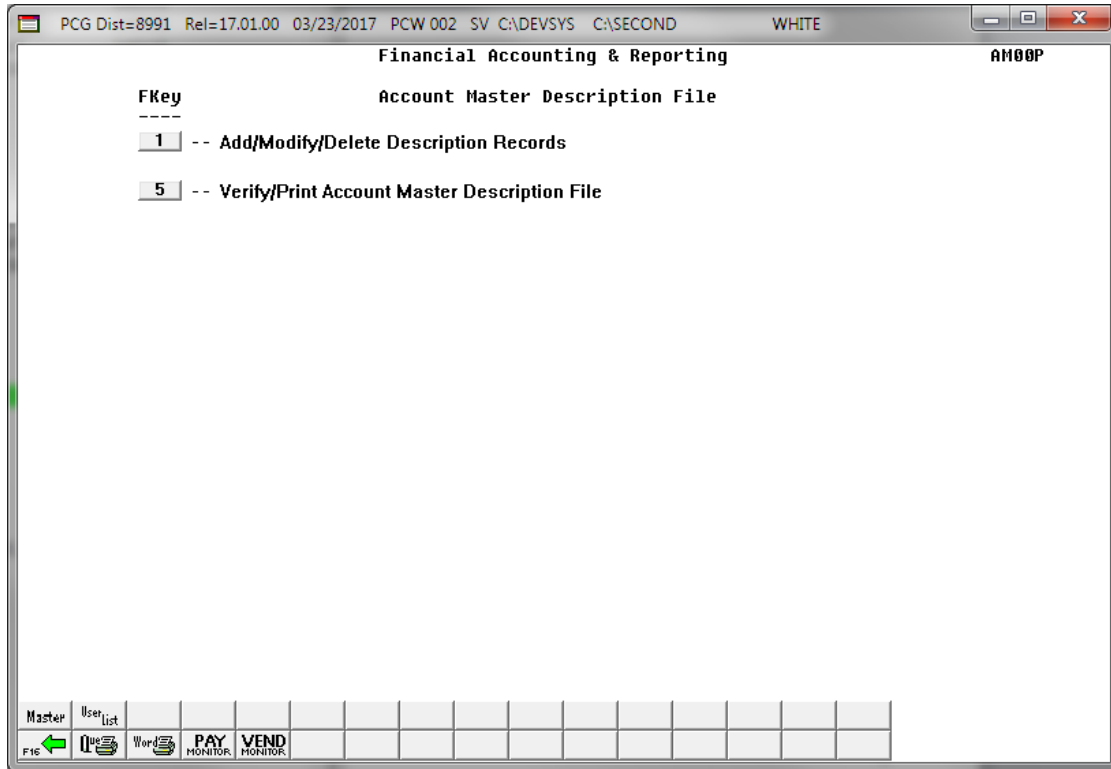 PCG Dist=8991 Rel=17.01.00 03/23/2017 PCW 002 SV C:\DEVSYS C:\SECOND WHITE
Financial Accounting & Reporting AM00P
FKey Account Master Description File
----
1 -- Add/Modify/Delete Description Records
5 -- Verify/Print Account Master Description File
Master User List
F16 Que Word PAY MONITOR VEND MONITOR